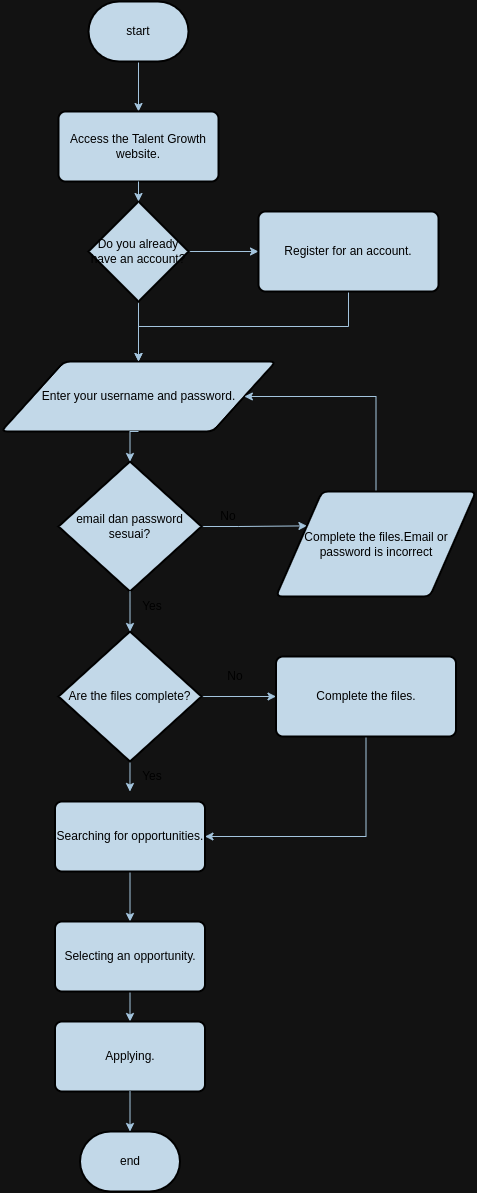 start
Access the Talent Growth
website.
Do you already
have an account?
Register for an account.
Enter your username and password.
email dan password
sesuai?
No
Complete the files.Email or
password is incorrect
Yes
Are the files complete?
No
Complete the files.
Yes
Searching for opportunities.
Selecting an opportunity.
Applying.
end